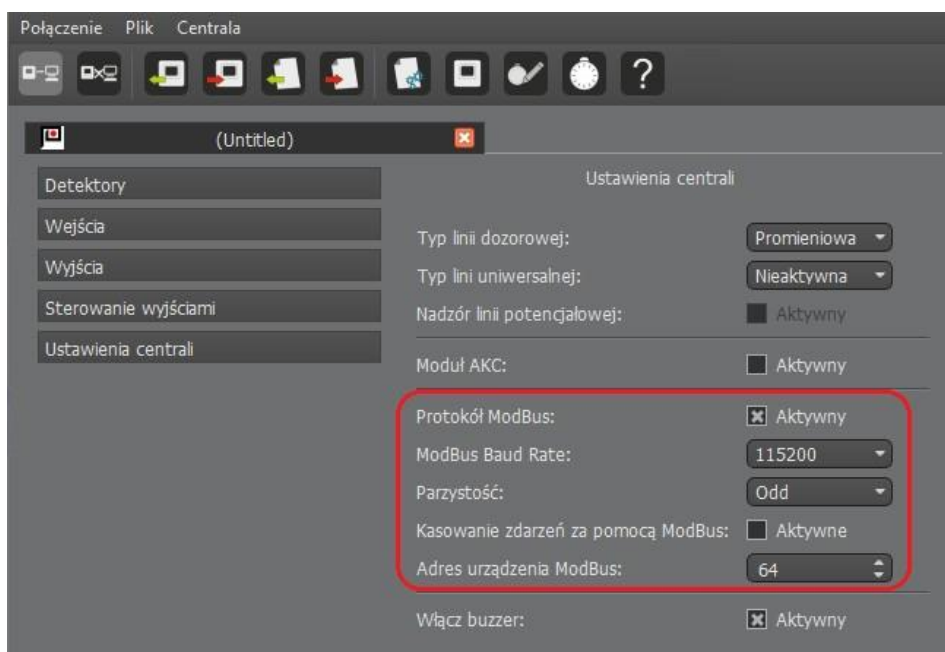 Połączenie Plik Centrala
?
(Untitled)
Detektory
Wejścia
Wyjścia
Sterowanie wyjściami
Ustawienia centrali
Ustawienia centrali
Typ linii dozorowej: Promieniowa
Typ lini uniwersalnej: Nieaktywna
Nadzór linii potencjałowej: Aktywny
Moduł AKC: Aktywny
Protokół ModBus: Aktywny
ModBus Baud Rate: 115200
Parzystość: Odd
Kasowanie zdarzeń za pomocą ModBus: Aktywne
Adres urządzenia ModBus: 64
Włącz buzzer: Aktywny